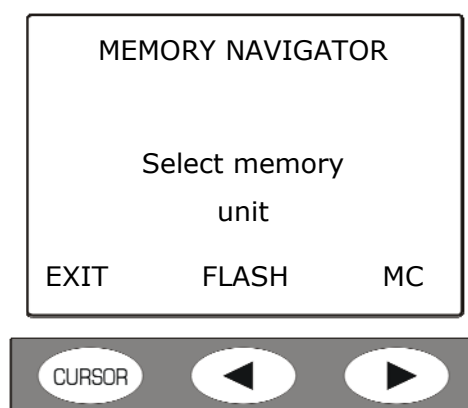 MEMORY NAVIGATOR
Select memory
unit
EXIT FLASH MC
CURSOR